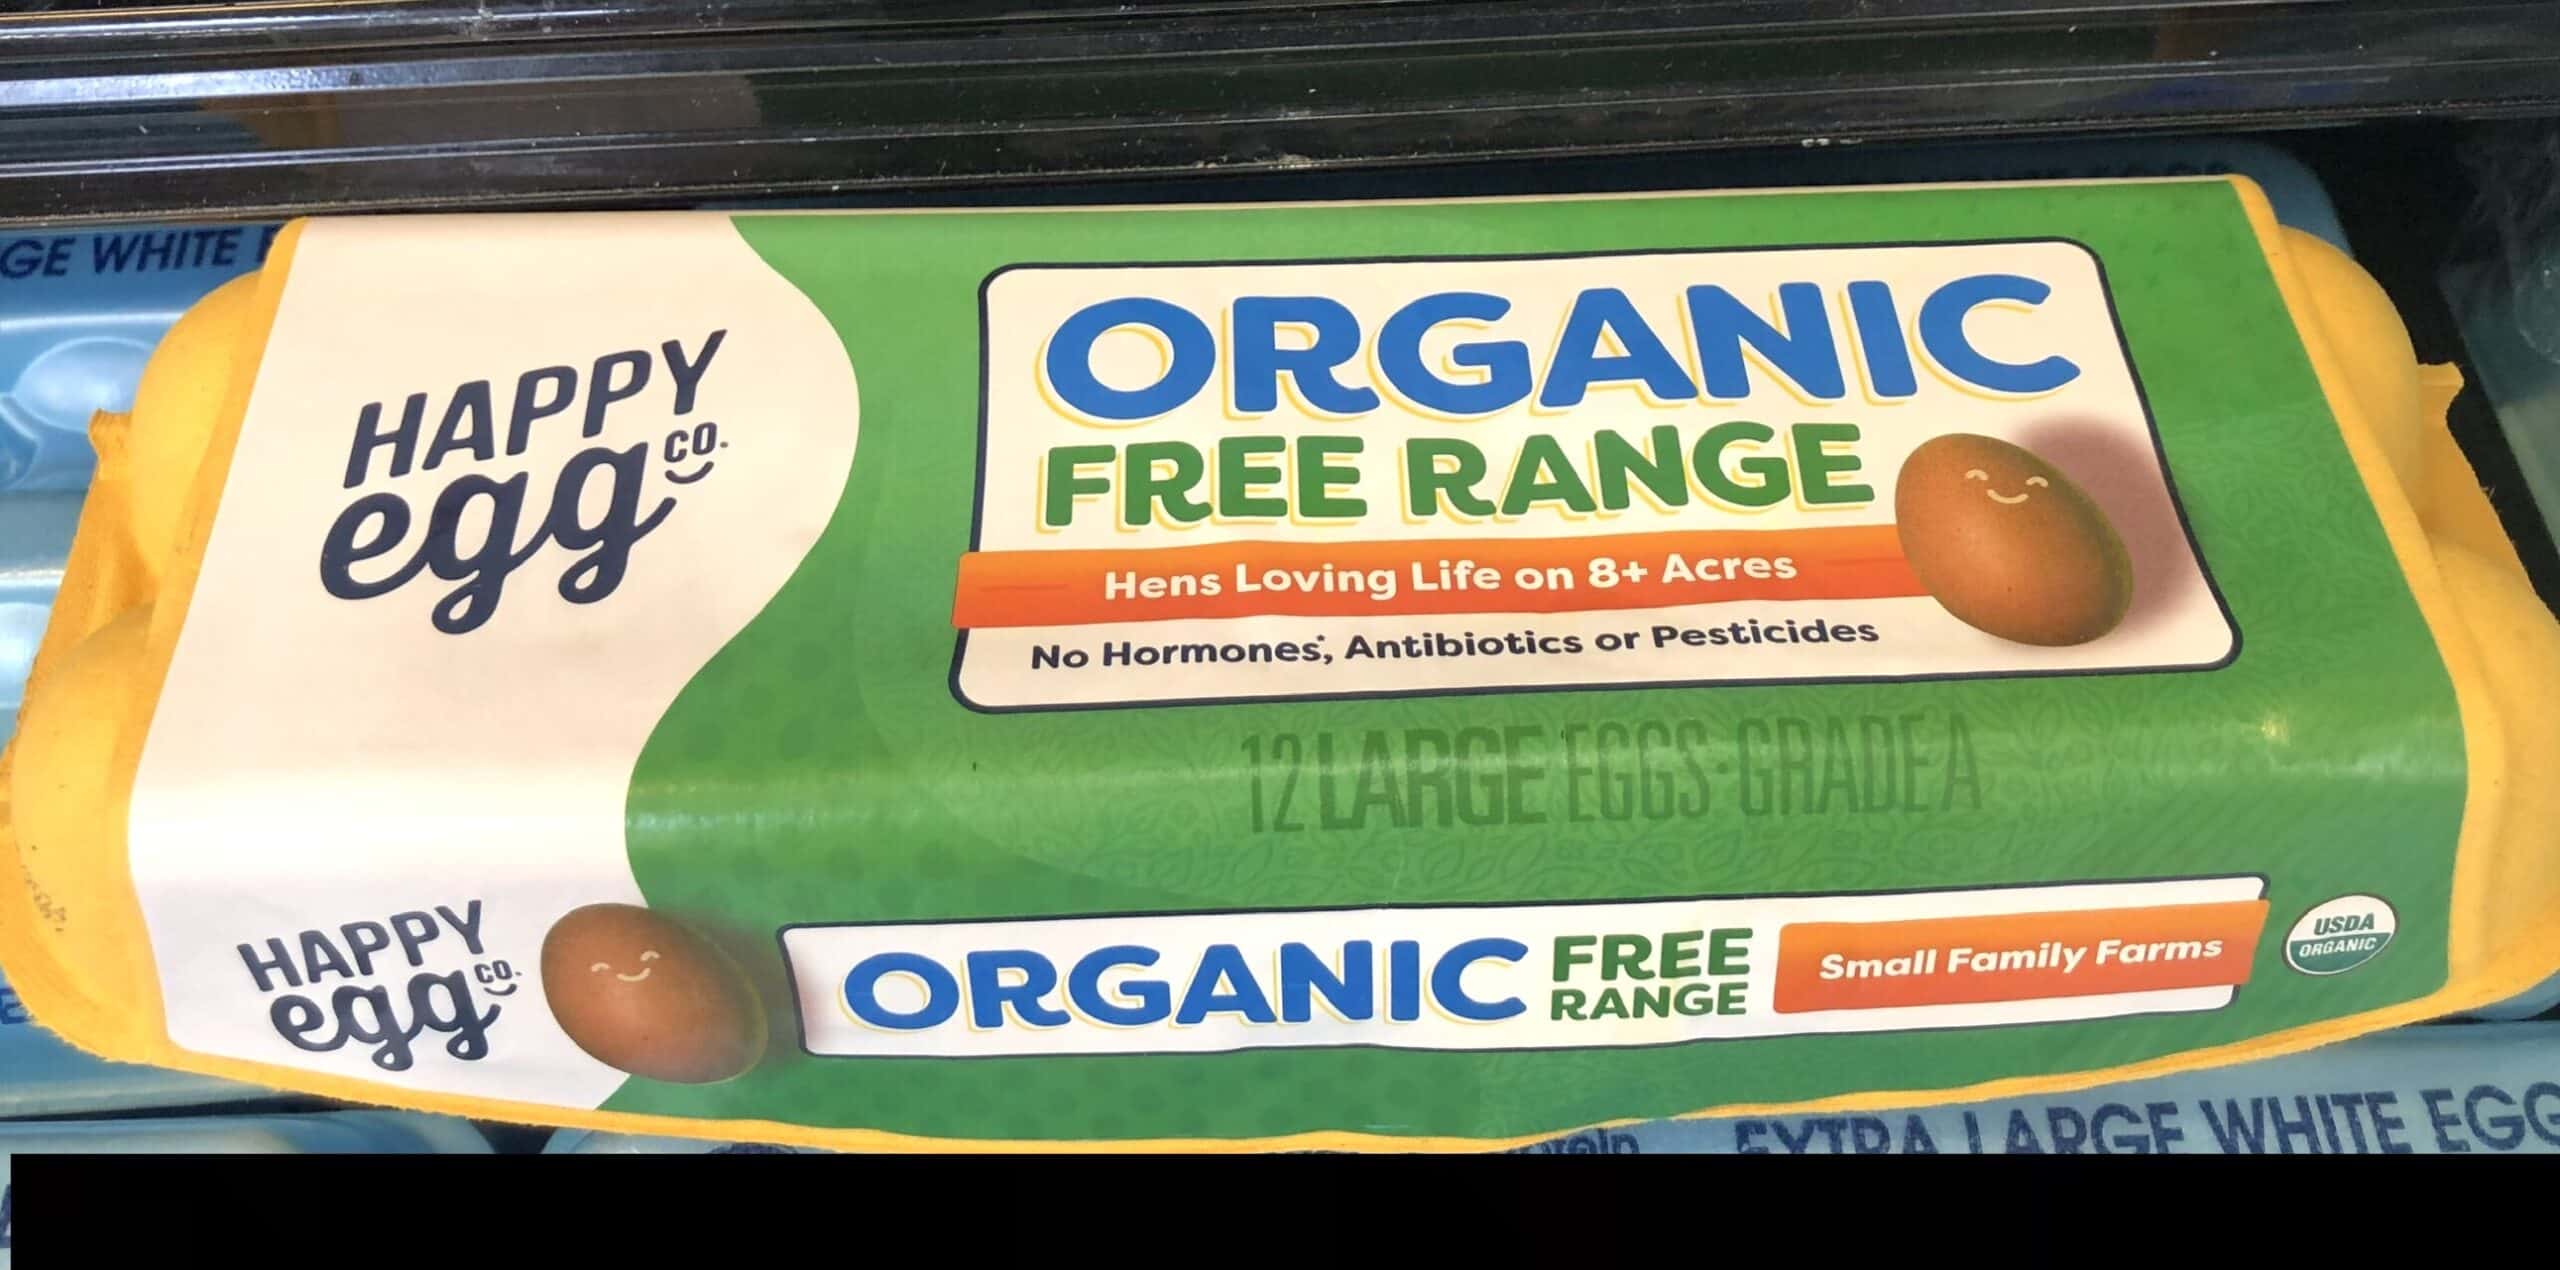 GE WHITE
HAPPY
egg CO.
ORGANIC
FREE RANGE
Hens Loving Life on 8+ Acres
No Hormones*, Antibiotics or Pesticides
12 LARGE EGGS·GRADE A
HAPPY
egg CO.
ORGANIC FREE
RANGE
Small Family Farms
USDA
ORGANIC
EXTRA LARGE WHITE EGG